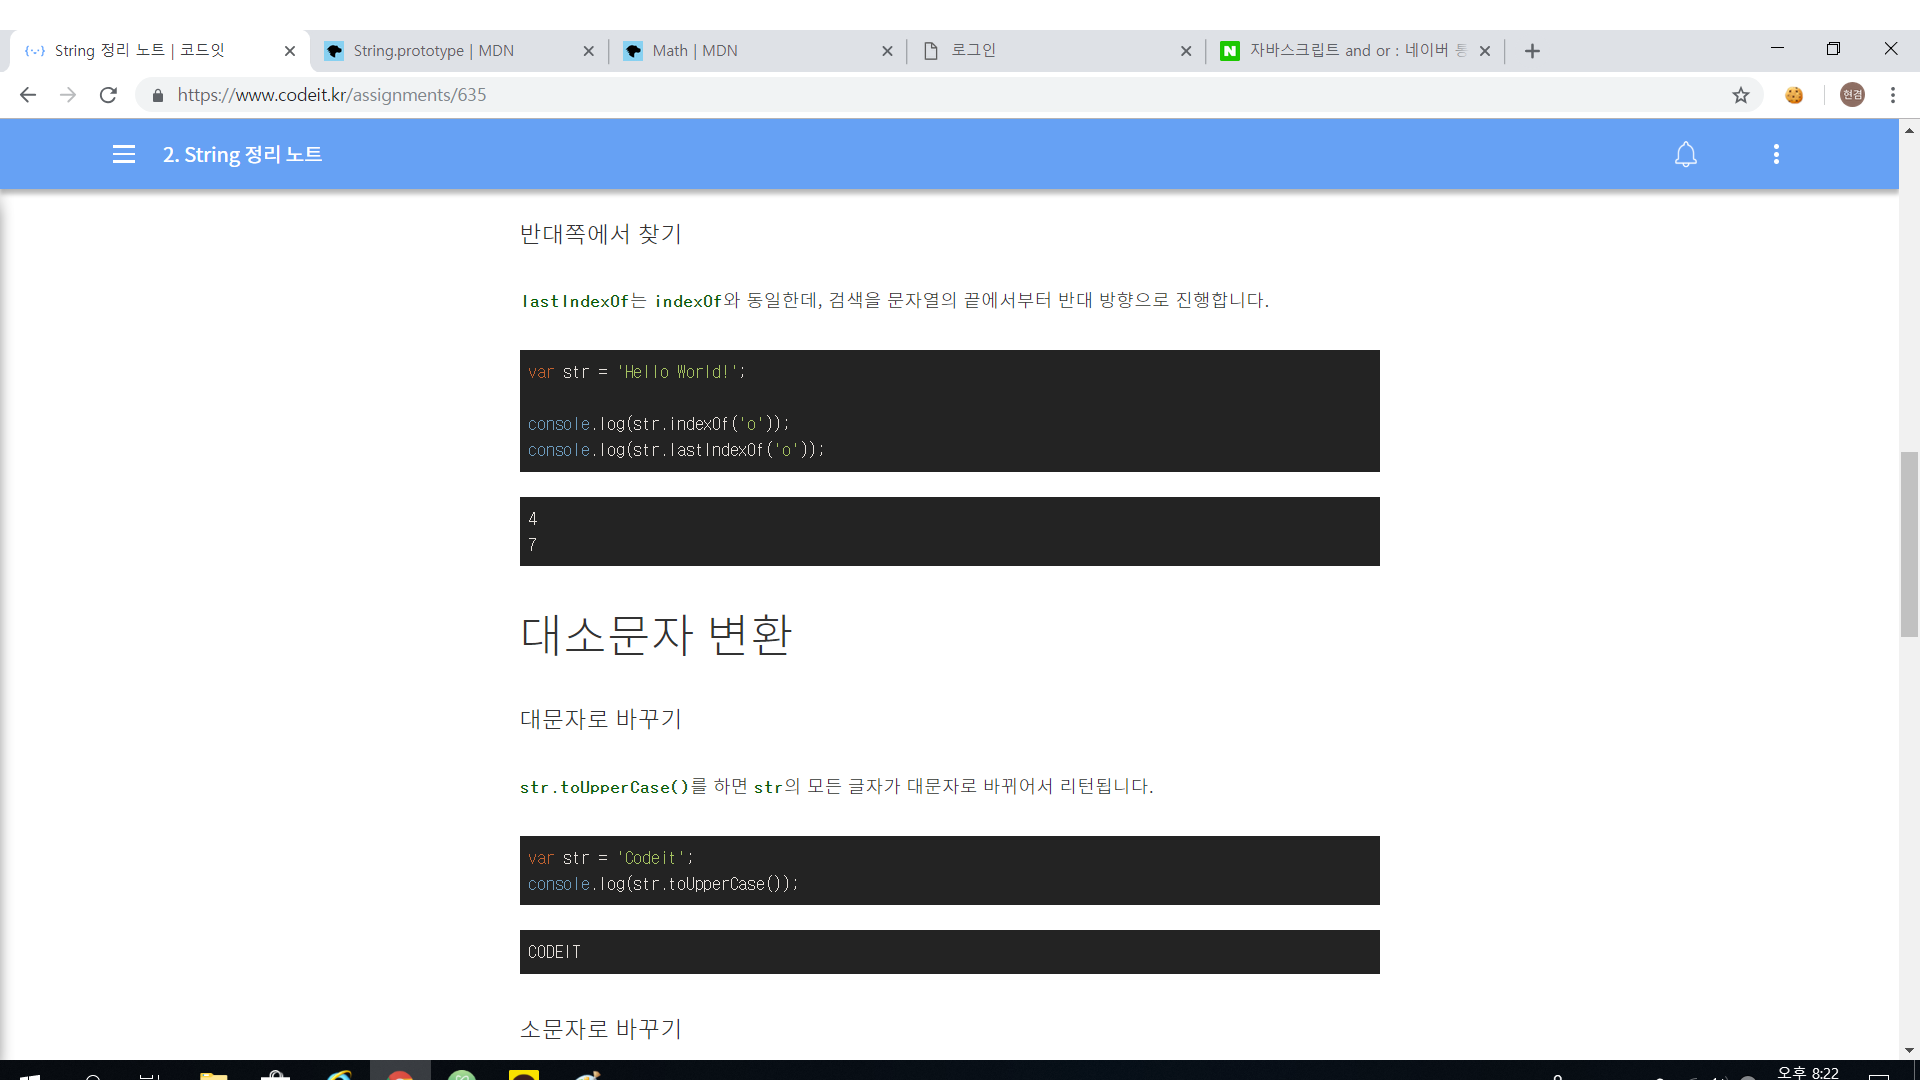 String 정리 노트 | 코드잇
String.prototype | MDN
Math | MDN
로그인
자바스크립트 and or : 네이버 통
https://www.codeit.kr/assignments/635
현겸
2. String 정리 노트
반대쪽에서 찾기
lastIndexOf는 indexOf와 동일한데, 검색을 문자열의 끝에서부터 반대 방향으로 진행합니다.
var str = 'Hello World!';
console.log(str.indexOf('o'));
console.log(str.lastIndexOf('o'));
4
7
대소문자 변환
대문자로 바꾸기
str.toUpperCase()를 하면 str의 모든 글자가 대문자로 바뀌어서 리턴됩니다.
var str = 'Codeit';
console.log(str.toUpperCase());
CODEIT
소문자로 바꾸기
오후 8:22